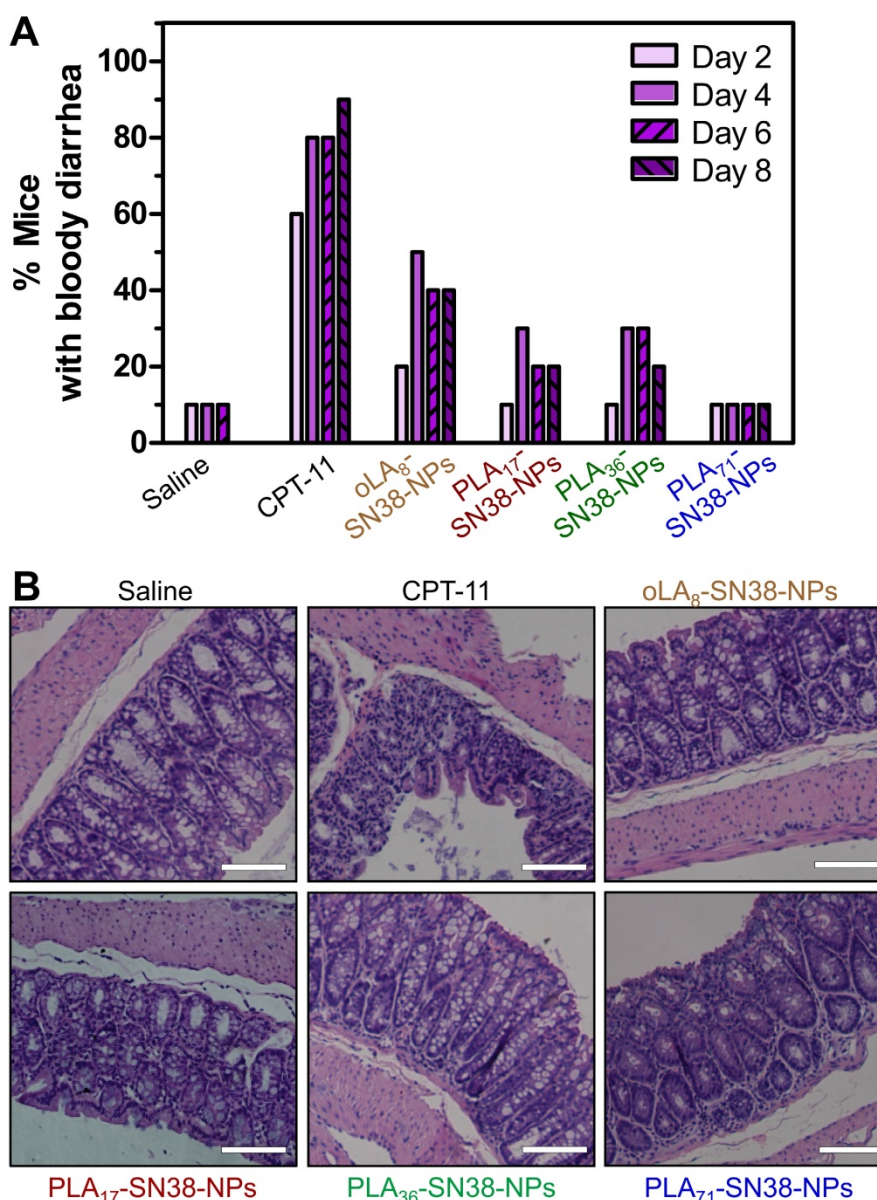 A
% Mice
with bloody diarrhea
100
80
60
40
20
0
Day 2
Day 4
Day 6
Day 8
Saline
CPT-11
oLA₈-
SN38-NPs
PLA₁₇-
SN38-NPs
PLA₃₆-
SN38-NPs
PLA₇₁-
SN38-NPs
B
Saline
CPT-11
oLA₈-SN38-NPs
PLA₁₇-SN38-NPs
PLA₃₆-SN38-NPs
PLA₇₁-SN38-NPs